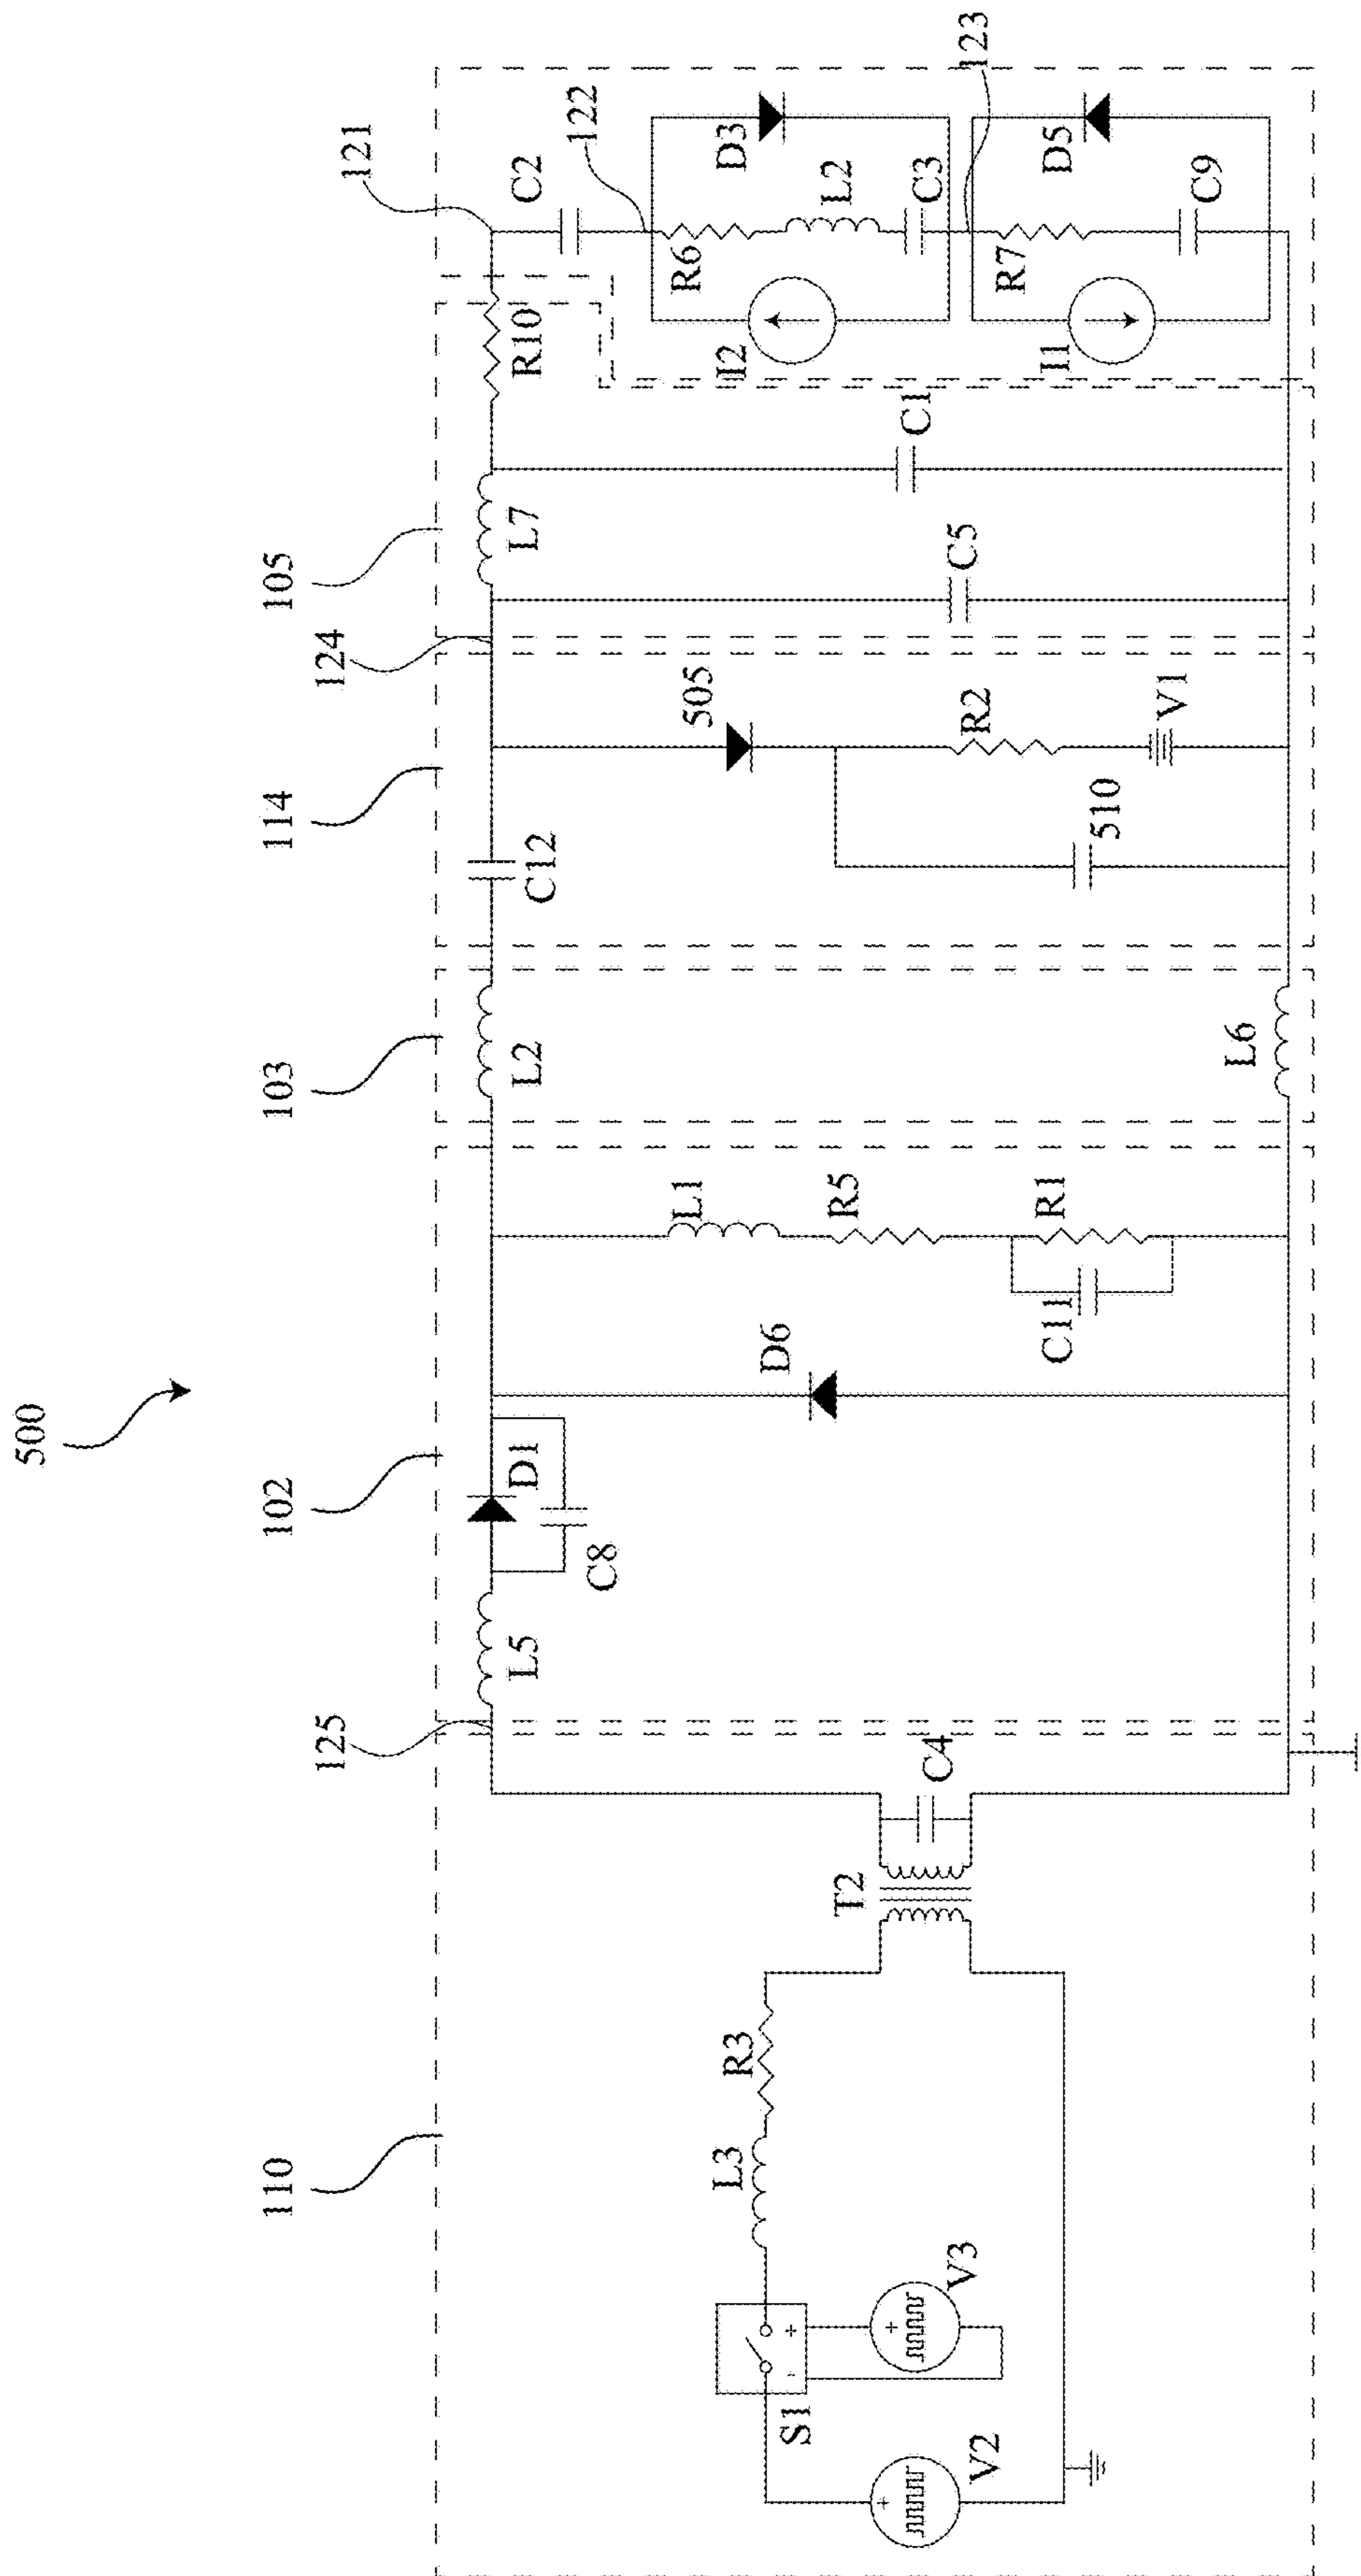 500
110
125
102
103
114
124
105
121
122
123
V2
S1
V3
L3
R3
T2
C4
L5
D1
C8
D6
L1
R5
R1
C11
L2
L6
C12
505
R2
V1
510
L7
C5
C1
R10
C2
R6
L2
C3
D3
I2
R7
C9
D5
I1
+
+
-
+